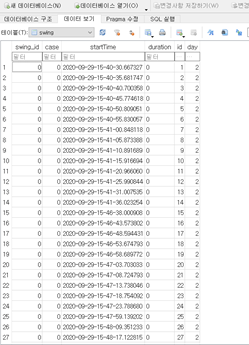 새 데이터베이스(N) 데이터베이스 열기(O) 변경사항 저장하기(W)
데이터베이스 구조 데이터 보기 Pragma 수정 SQL 실행
테이블(T): swing
swing_id case startTime duration id day
필터 필터 필터 필터 필터 필터
1 0 0 2020-09-29-15-40-30.667327 0 1 2
2 0 0 2020-09-29-15-40-35.681747 0 2 2
3 0 0 2020-09-29-15-40-40.700358 0 3 2
4 0 0 2020-09-29-15-40-45.774618 0 4 2
5 0 0 2020-09-29-15-40-50.809051 0 5 2
6 0 0 2020-09-29-15-40-55.830057 0 6 2
7 0 0 2020-09-29-15-41-00.848118 0 7 2
8 0 0 2020-09-29-15-41-05.873388 0 8 2
9 0 0 2020-09-29-15-41-10.891689 0 9 2
10 0 0 2020-09-29-15-41-15.916694 0 10 2
11 0 0 2020-09-29-15-41-20.966060 0 11 2
12 0 0 2020-09-29-15-41-25.990844 0 12 2
13 0 0 2020-09-29-15-41-31.007535 0 13 2
14 0 0 2020-09-29-15-41-36.023254 0 14 2
15 0 0 2020-09-29-15-46-38.000908 0 15 2
16 0 0 2020-09-29-15-46-43.573802 0 16 2
17 0 0 2020-09-29-15-46-48.594431 0 17 2
18 0 0 2020-09-29-15-46-53.674793 0 18 2
19 0 0 2020-09-29-15-46-58.689772 0 19 2
20 0 0 2020-09-29-15-47-03.703033 0 20 2
21 0 0 2020-09-29-15-47-08.724793 0 21 2
22 0 0 2020-09-29-15-47-13.738046 0 22 2
23 0 0 2020-09-29-15-47-18.754092 0 23 2
24 0 0 2020-09-29-15-47-23.788680 0 24 2
25 0 0 2020-09-29-15-47-59.139202 0 25 2
26 0 0 2020-09-29-15-48-09.351233 0 26 2
27 0 0 2020-09-29-15-48-17.122815 0 27 2